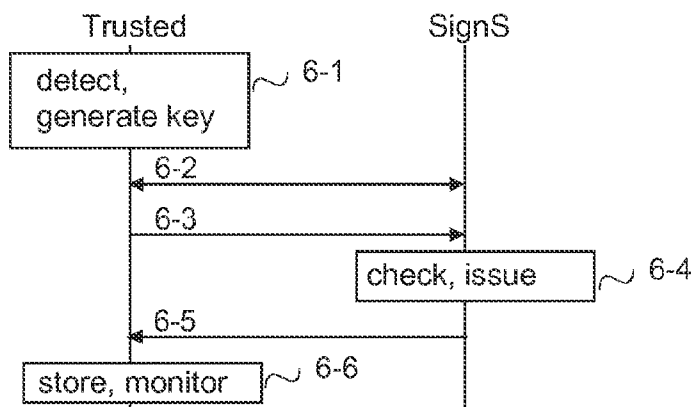 Trusted
SignS
detect,
generate key
6-1
6-2
6-3
check, issue
6-4
6-5
store, monitor
6-6